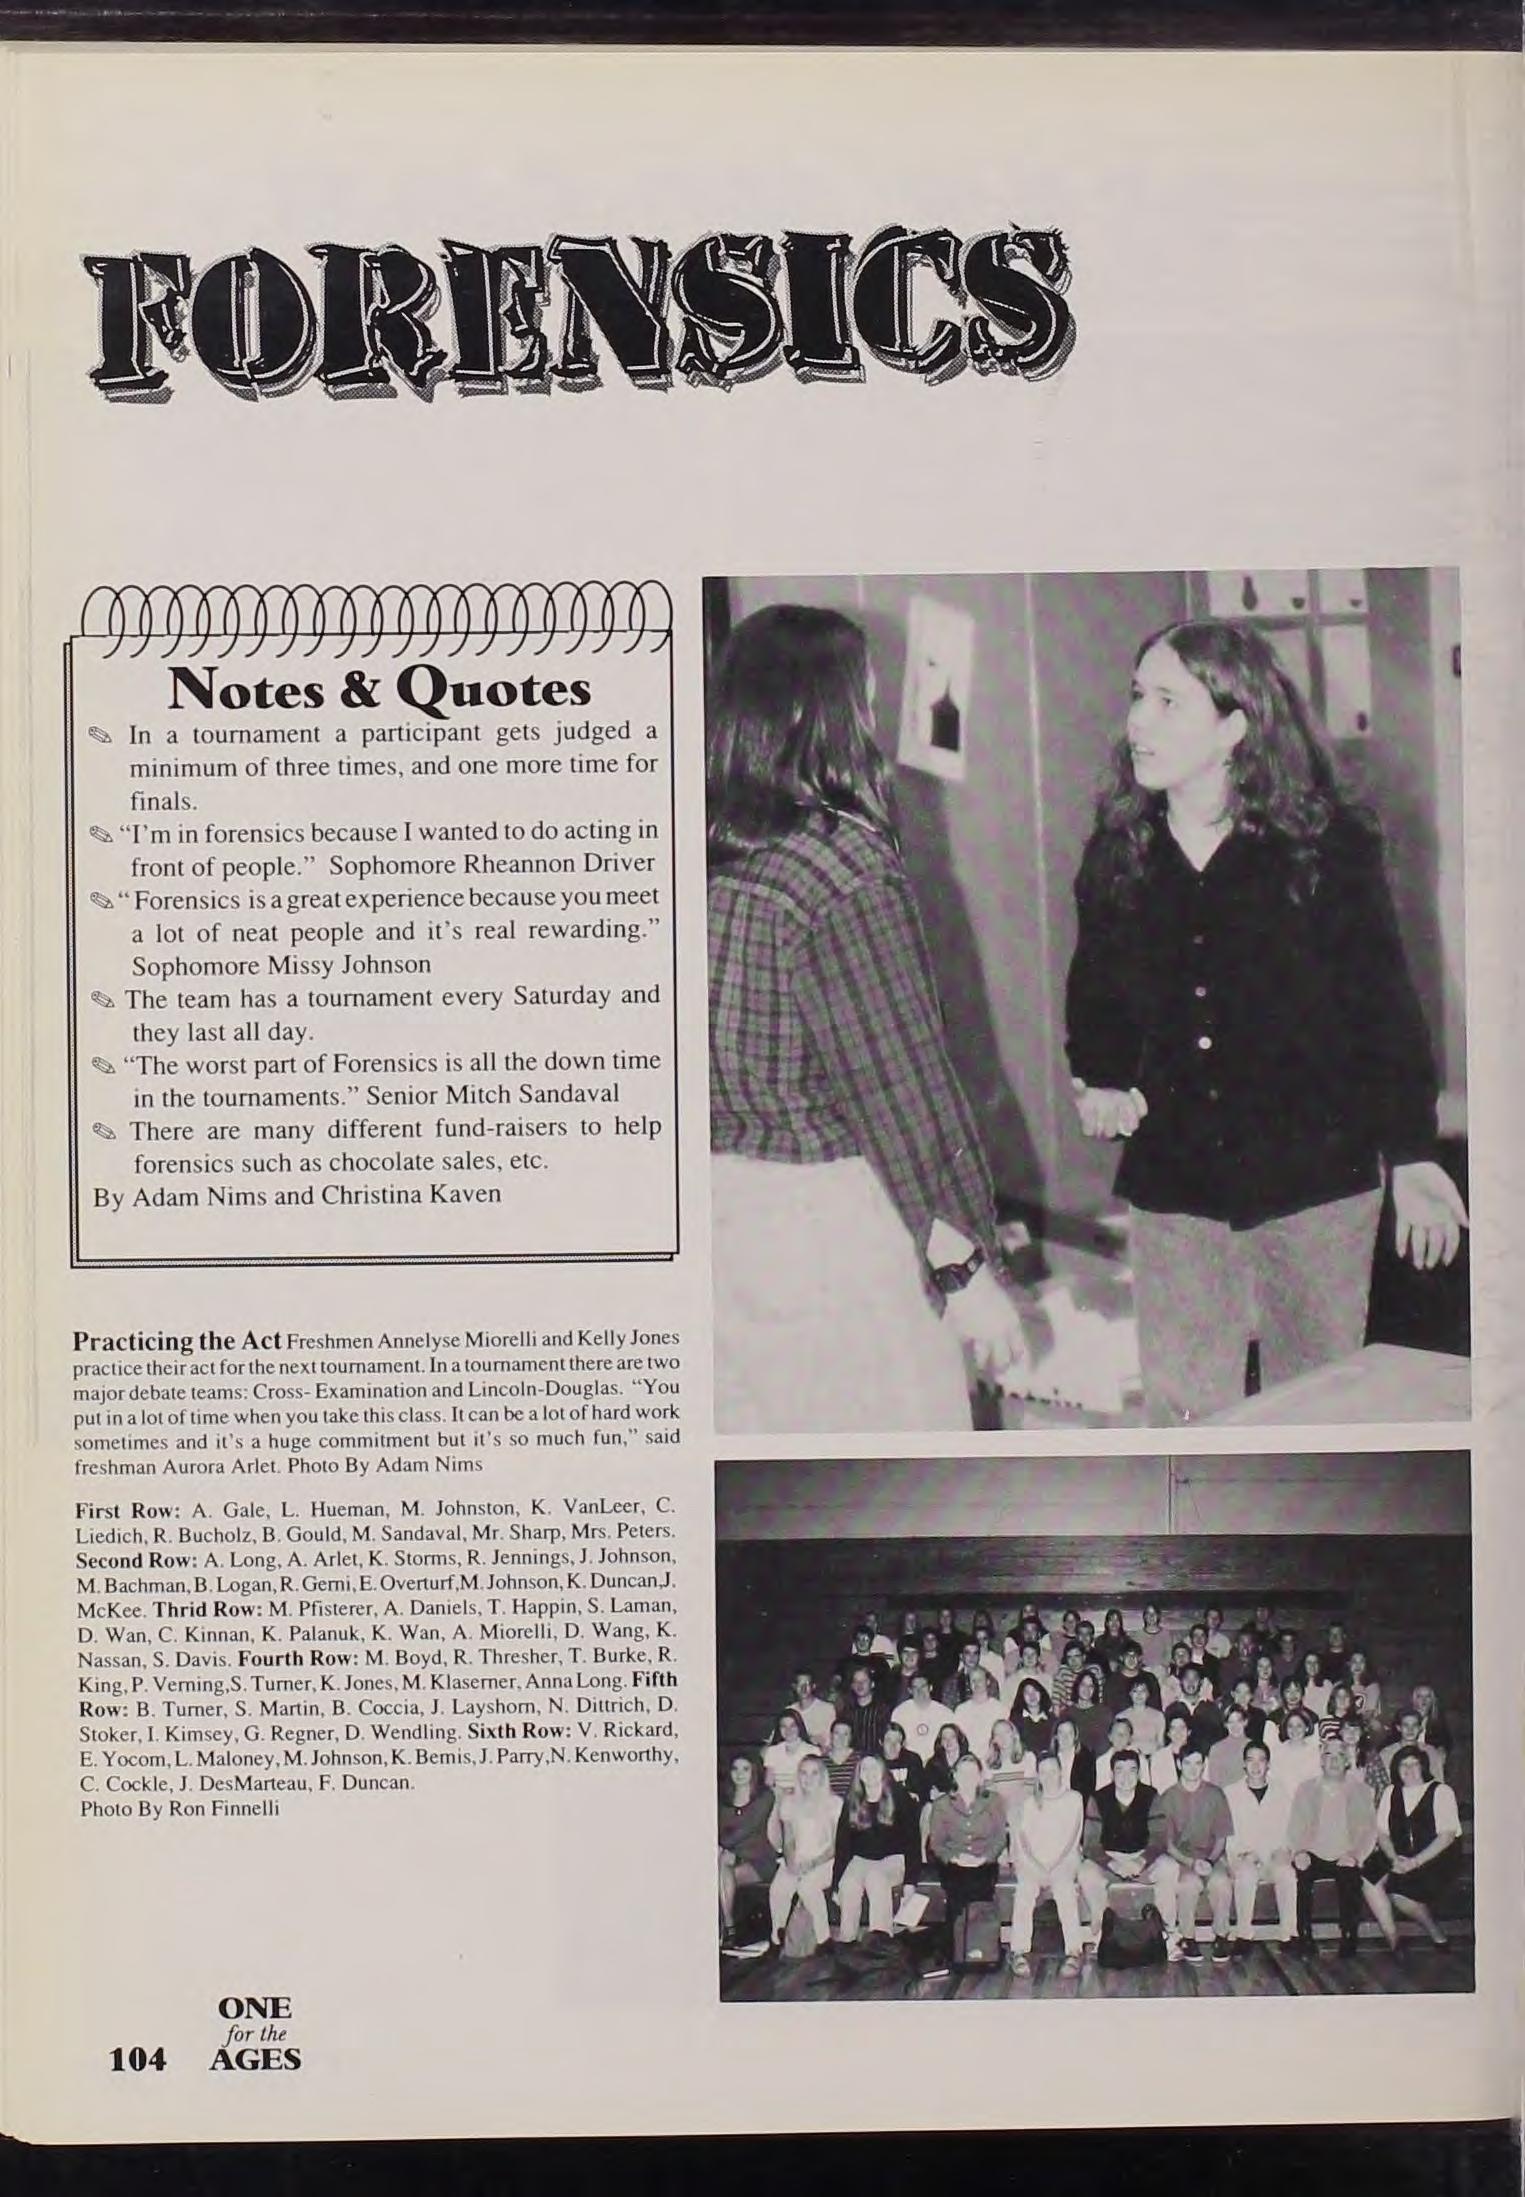 FORENSICS
Notes & Quotes
In a tournament a participant gets judged a
minimum of three times, and one more time for
finals.
"I'm in forensics because I wanted to do acting in
front of people." Sophomore Rheannon Driver
"Forensics is a great experience because you meet
a lot of neat people and it's real rewarding."
Sophomore Missy Johnson
The team has a tournament every Saturday and
they last all day.
"The worst part of Forensics is all the down time
in the tournaments." Senior Mitch Sandaval
There are many different fund-raisers to help
forensics such as chocolate sales, etc.
By Adam Nims and Christina Kaven
Practicing the Act Freshmen Annelyse Miorelli and Kelly Jones
practice their act for the next tournament. In a tournament there are two
major debate teams: Cross- Examination and Lincoln-Douglas. "You
put in a lot of time when you take this class. It can be a lot of hard work
sometimes and it's a huge commitment but it's so much fun," said
freshman Aurora Arlet. Photo By Adam Nims
First Row: A. Gale, L. Hueman, M. Johnston, K. VanLeer, C.
Liedich, R. Bucholz, B. Gould, M. Sandaval, Mr. Sharp, Mrs. Peters.
Second Row: A. Long, A. Arlet, K. Storms, R. Jennings, J. Johnson,
M. Bachman, B. Logan, R. Gerni, E. Overturf,M. Johnson, K. Duncan,J.
McKee. Thrid Row: M. Pfisterer, A. Daniels, T. Happin, S. Laman,
D. Wan, C. Kinnan, K. Palanuk, K. Wan, A. Miorelli, D. Wang, K.
Nassan, S. Davis. Fourth Row: M. Boyd, R. Thresher, T. Burke, R.
King, P. Verning,S. Turner, K. Jones, M. Klaserner, Anna Long. Fifth
Row: B. Turner, S. Martin, B. Coccia, J. Layshorn, N. Dittrich, D.
Stoker, I. Kimsey, G. Regner, D. Wendling. Sixth Row: V. Rickard,
E. Yocom, L. Maloney, M. Johnson, K. Bemis, J. Parry,N. Kenworthy,
C. Cockle, J. DesMarteau, F. Duncan.
Photo By Ron Finnelli
ONE
for the
104 AGES